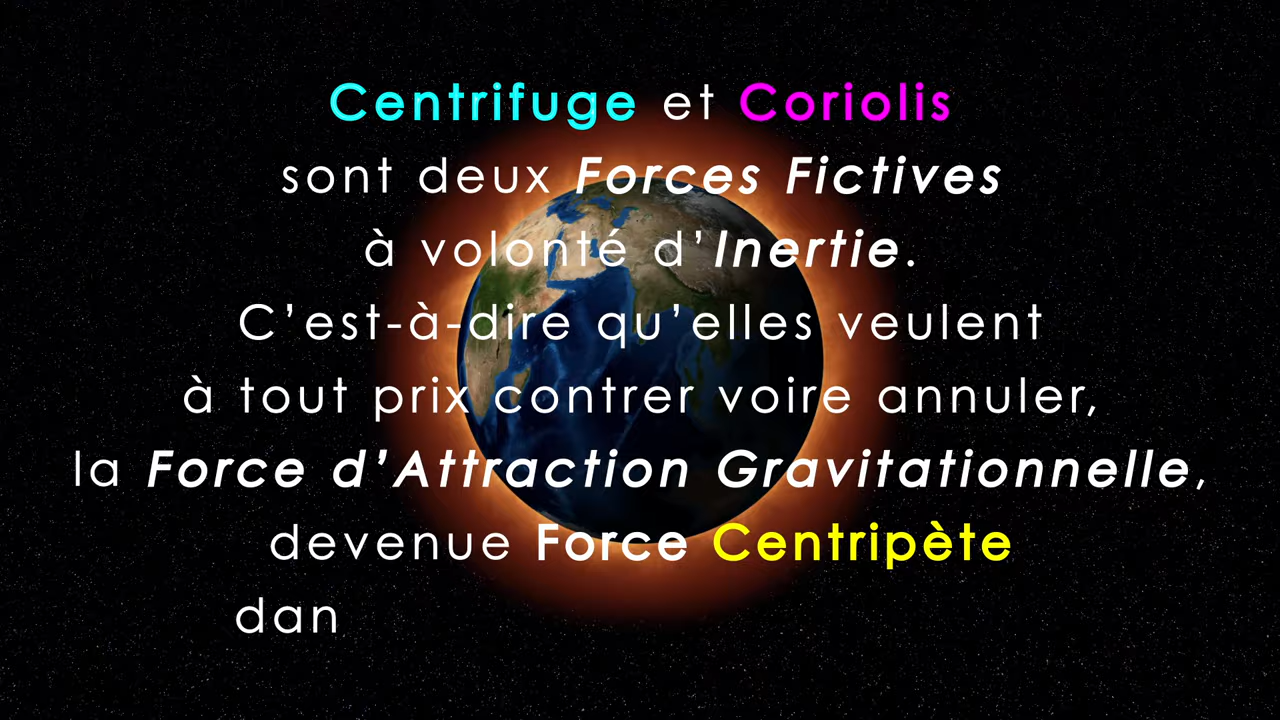 Centrifuge et Coriolis
sont deux Forces Fictives
à volonté d’Inertie.
C’est-à-dire qu’elles veulent
à tout prix contrer voire annuler,
la Force d’Attraction Gravitationnelle,
devenue Force Centripète
dan